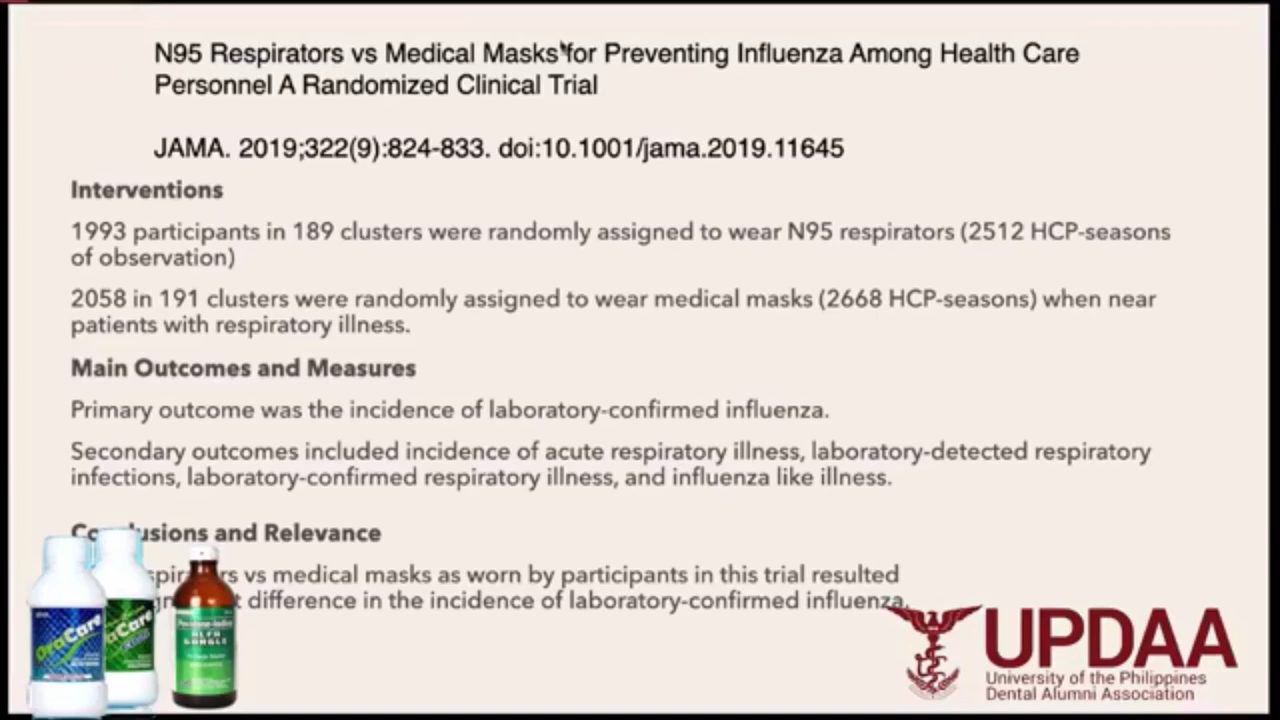 N95 Respirators vs Medical Masks for Preventing Influenza Among Health Care
Personnel A Randomized Clinical Trial
JAMA. 2019;322(9):824-833. doi:10.1001/jama.2019.11645
Interventions
1993 participants in 189 clusters were randomly assigned to wear N95 respirators (2512 HCP-seasons
of observation)
2058 in 191 clusters were randomly assigned to wear medical masks (2668 HCP-seasons) when near
patients with respiratory illness.
Main Outcomes and Measures
Primary outcome was the incidence of laboratory-confirmed influenza.
Secondary outcomes included incidence of acute respiratory illness, laboratory-detected respiratory
infections, laboratory-confirmed respiratory illness, and influenza like illness.
and Relevance
vs medical masks as worn by participants in this trial resulted
difference in the incidence of laboratory-confirmed influenza.
OraCare
Povidone-Iodine
GARGLE
UPDAA
University of the Philippines
Dental Alumni Association